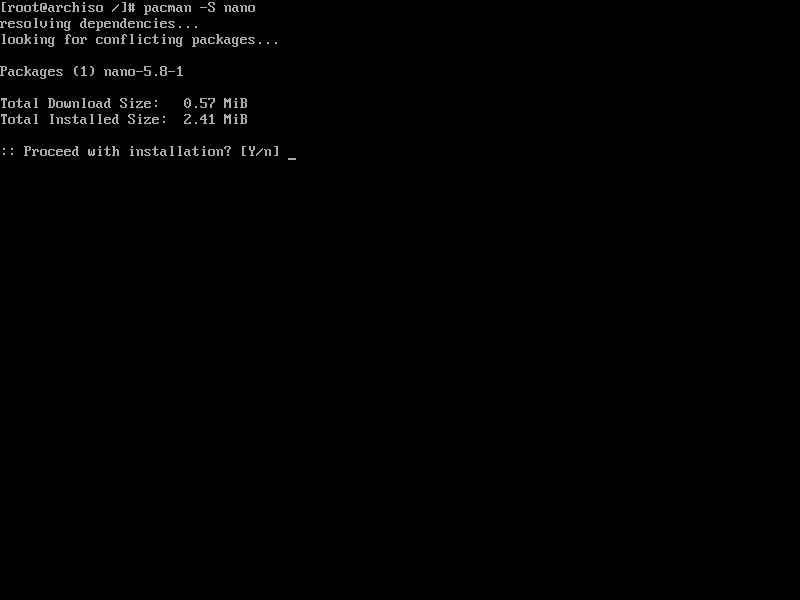 [root@archiso /]# pacman -S nano
resolving dependencies...
looking for conflicting packages...
Packages (1) nano-5.8-1
Total Download Size:   0.57 MiB
Total Installed Size:  2.41 MiB
:: Proceed with installation? [Y/n] _